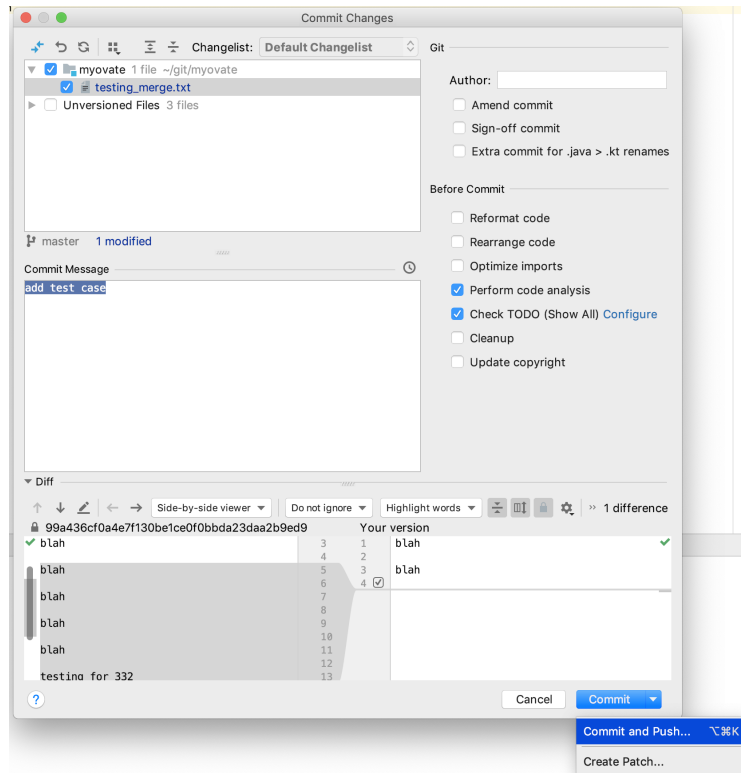 Commit Changes
Changelist: Default Changelist
myovate 1 file ~/git/myovate
testing_merge.txt
Unversioned Files 3 files
master 1 modified
Commit Message
add test case
Git
Author:
Amend commit
Sign-off commit
Extra commit for .java > .kt renames
Before Commit
Reformat code
Rearrange code
Optimize imports
Perform code analysis
Check TODO (Show All) Configure
Cleanup
Update copyright
Diff
Side-by-side viewer Do not ignore Highlight words » 1 difference
99a436cf0a4e7f130be1ce0f0bbda23daa2b9ed9 Your version
blah 3 1 blah
4 2
blah 5 3 blah
6 4
blah 7
8
blah 9
10
blah 11
12
testing for 332 13
? Cancel Commit
Commit and Push... ⌥⌘K
Create Patch...